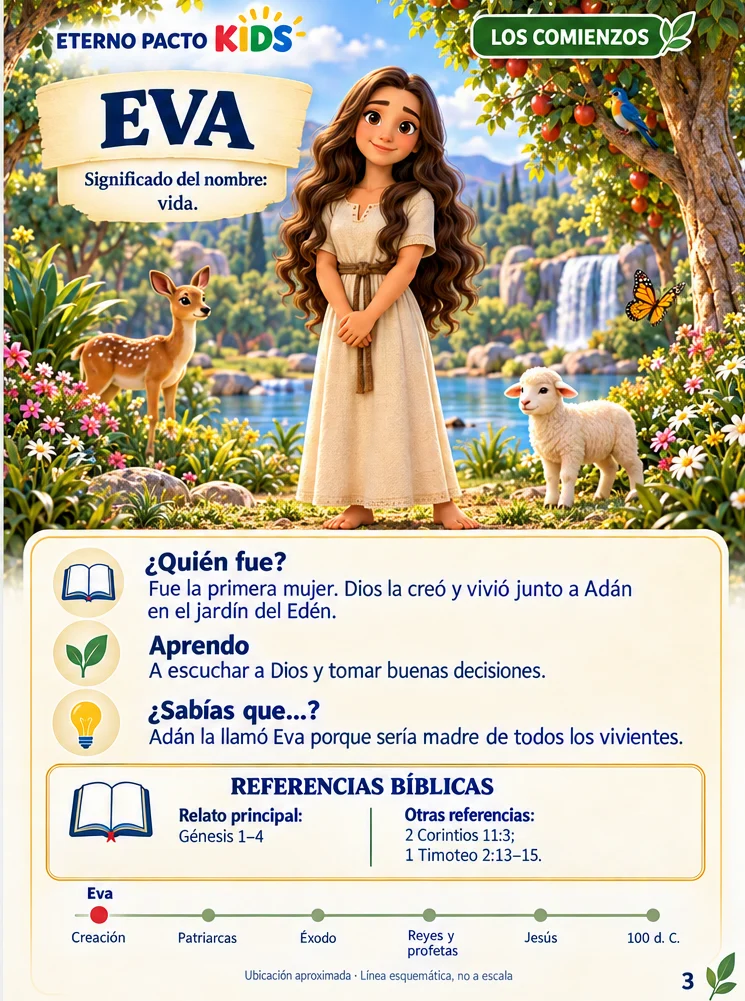 ETERNO PACTO KIDS
LOS COMIENZOS
EVA
Significado del nombre:
vida.
¿Quién fue?
Fue la primera mujer. Dios la creó y vivió junto a Adán
en el jardín del Edén.
Aprendo
A escuchar a Dios y tomar buenas decisiones.
¿Sabías que...?
Adán la llamó Eva porque sería madre de todos los vivientes.
REFERENCIAS BÍBLICAS
Relato principal:
Génesis 1–4
Otras referencias:
2 Corintios 11:3;
1 Timoteo 2:13–15.
Eva
Creación
Patriarcas
Éxodo
Reyes y
profetas
Jesús
100 d. C.
Ubicación aproximada · Línea esquemática, no a escala
3